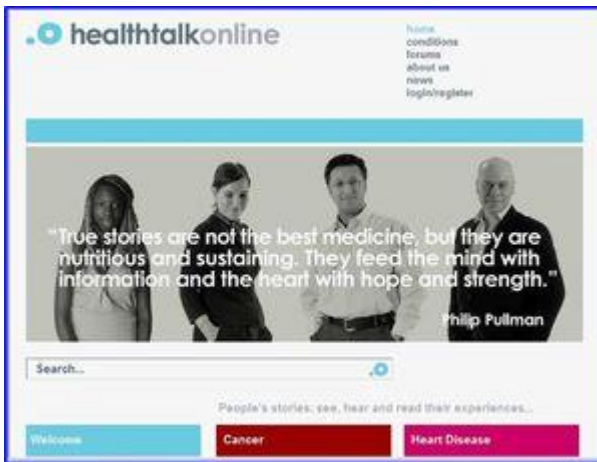 healthtalkonline
home
conditions
forums
about us
news
login/register
"True stories are not the best medicine, but they are
nutritious and sustaining. They feed the mind with
information and the heart with hope and strength."
Philip Pullman
Search...
People's stories: see, hear and read their experiences...
Welcome
Cancer
Heart Disease